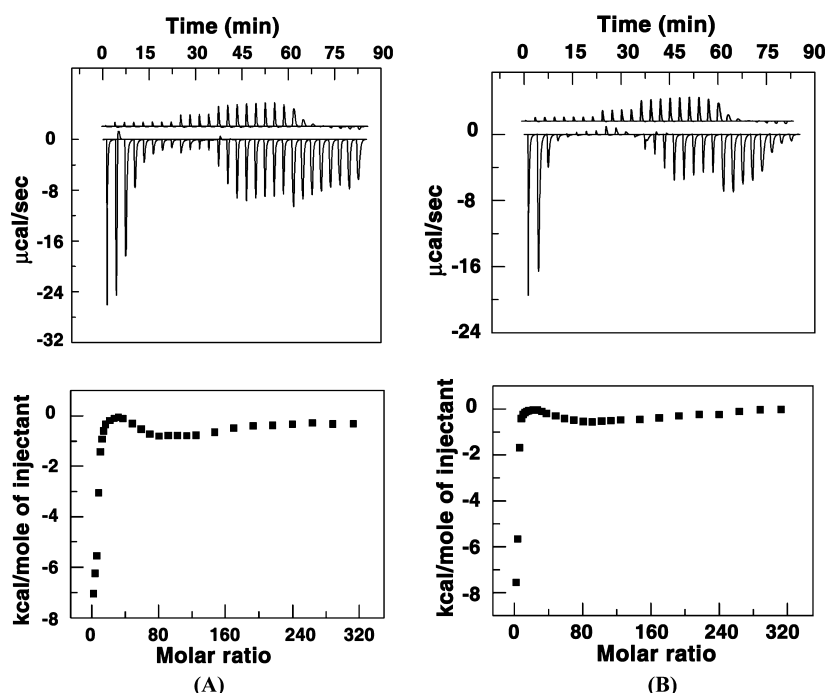 Time (min)
0 15 30 45 60 75 90
0
-8
-16
-24
-32
µcal/sec
0
-2
-4
-6
-8
kcal/mole of injectant
0 80 160 240 320
Molar ratio
(A)
Time (min)
0 15 30 45 60 75 90
0
-8
-16
-24
µcal/sec
0
-2
-4
-6
-8
kcal/mole of injectant
0 80 160 240 320
Molar ratio
(B)